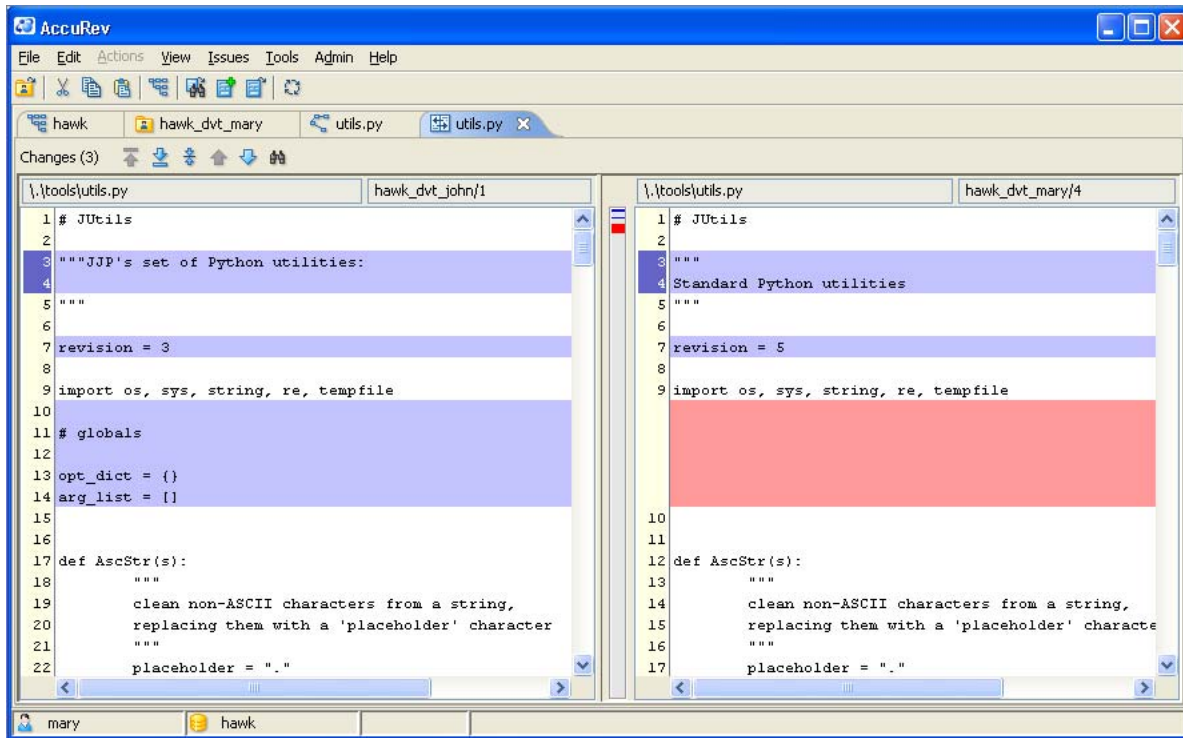 AccuRev
File Edit Actions View Issues Tools Admin Help
hawk hawk_dvt_mary utils.py utils.py
Changes (3)
\.\tools\utils.py hawk_dvt_john/1
1 # JUtils
2
3 """JJP's set of Python utilities:
4
5 """
6
7 revision = 3
8
9 import os, sys, string, re, tempfile
10
11 # globals
12
13 opt_dict = {}
14 arg_list = []
15
16
17 def AscStr(s):
18 """
19 clean non-ASCII characters from a string,
20 replacing them with a 'placeholder' character
21 """
22 placeholder = "."
\.\tools\utils.py hawk_dvt_mary/4
1 # JUtils
2
3 """
4 Standard Python utilities
5 """
6
7 revision = 5
8
9 import os, sys, string, re, tempfile
10
11
12 def AscStr(s):
13 """
14 clean non-ASCII characters from a string,
15 replacing them with a 'placeholder' characte
16 """
17 placeholder = "."
mary hawk